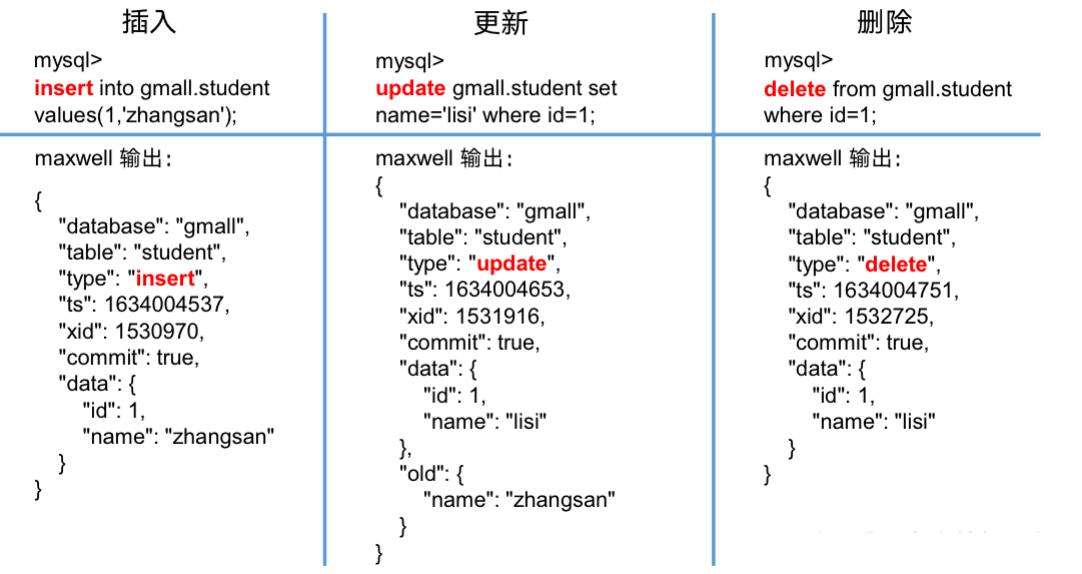 插入
mysql>
insert into gmall.student
values(1,'zhangsan');
maxwell 输出:
{
"database": "gmall",
"table": "student",
"type": "insert",
"ts": 1634004537,
"xid": 1530970,
"commit": true,
"data": {
"id": 1,
"name": "zhangsan"
}
}
更新
mysql>
update gmall.student set
name='lisi' where id=1;
maxwell 输出:
{
"database": "gmall",
"table": "student",
"type": "update",
"ts": 1634004653,
"xid": 1531916,
"commit": true,
"data": {
"id": 1,
"name": "lisi"
},
"old": {
"name": "zhangsan"
}
}
删除
mysql>
delete from gmall.student
where id=1;
maxwell 输出:
{
"database": "gmall",
"table": "student",
"type": "delete",
"ts": 1634004751,
"xid": 1532725,
"commit": true,
"data": {
"id": 1,
"name": "lisi"
}
}